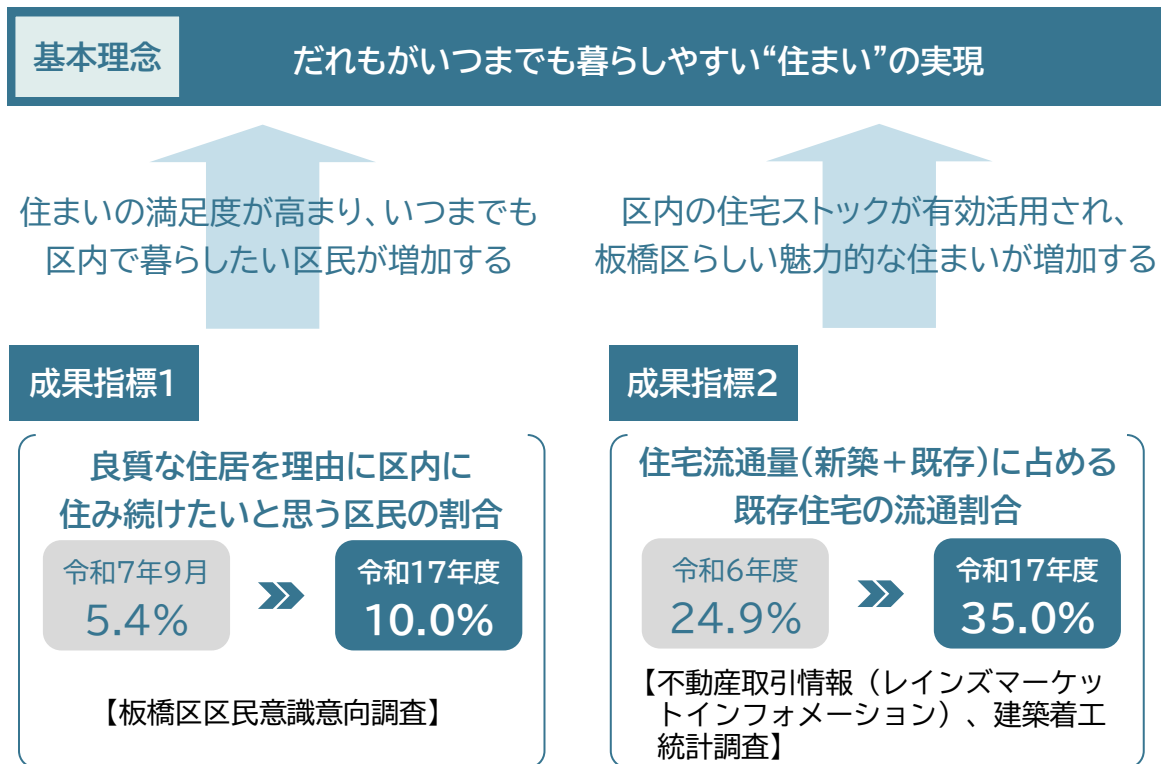 基本理念
だれもがいつまでも暮らしやすい“住まい”の実現
住まいの満足度が高まり、いつまでも
区内で暮らしたい区民が増加する
区内の住宅ストックが有効活用され、
板橋区らしい魅力的な住まいが増加する
成果指標1
良質な住居を理由に区内に
住み続けたいと思う区民の割合
令和7年9月
5.4%
令和17年度
10.0%
【板橋区区民意識意向調査】
成果指標2
住宅流通量(新築＋既存)に占める
既存住宅の流通割合
令和6年度
24.9%
令和17年度
35.0%
【不動産取引情報（レインズマーケッ
トインフォメーション）、建築着工
統計調査】